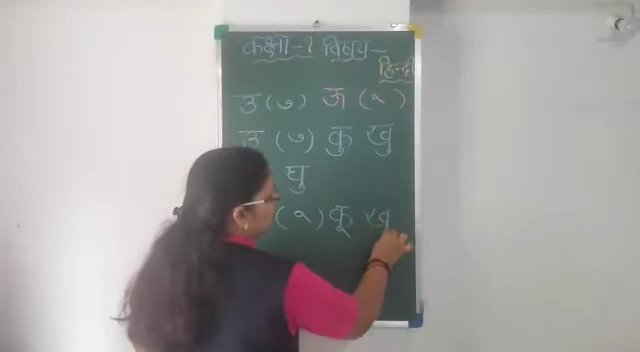 कक्षा-2 विषय-
हिन्दी
उ (ु) ऊ (ू)
उ (ु) कु खु
घु
(ू) कू खु